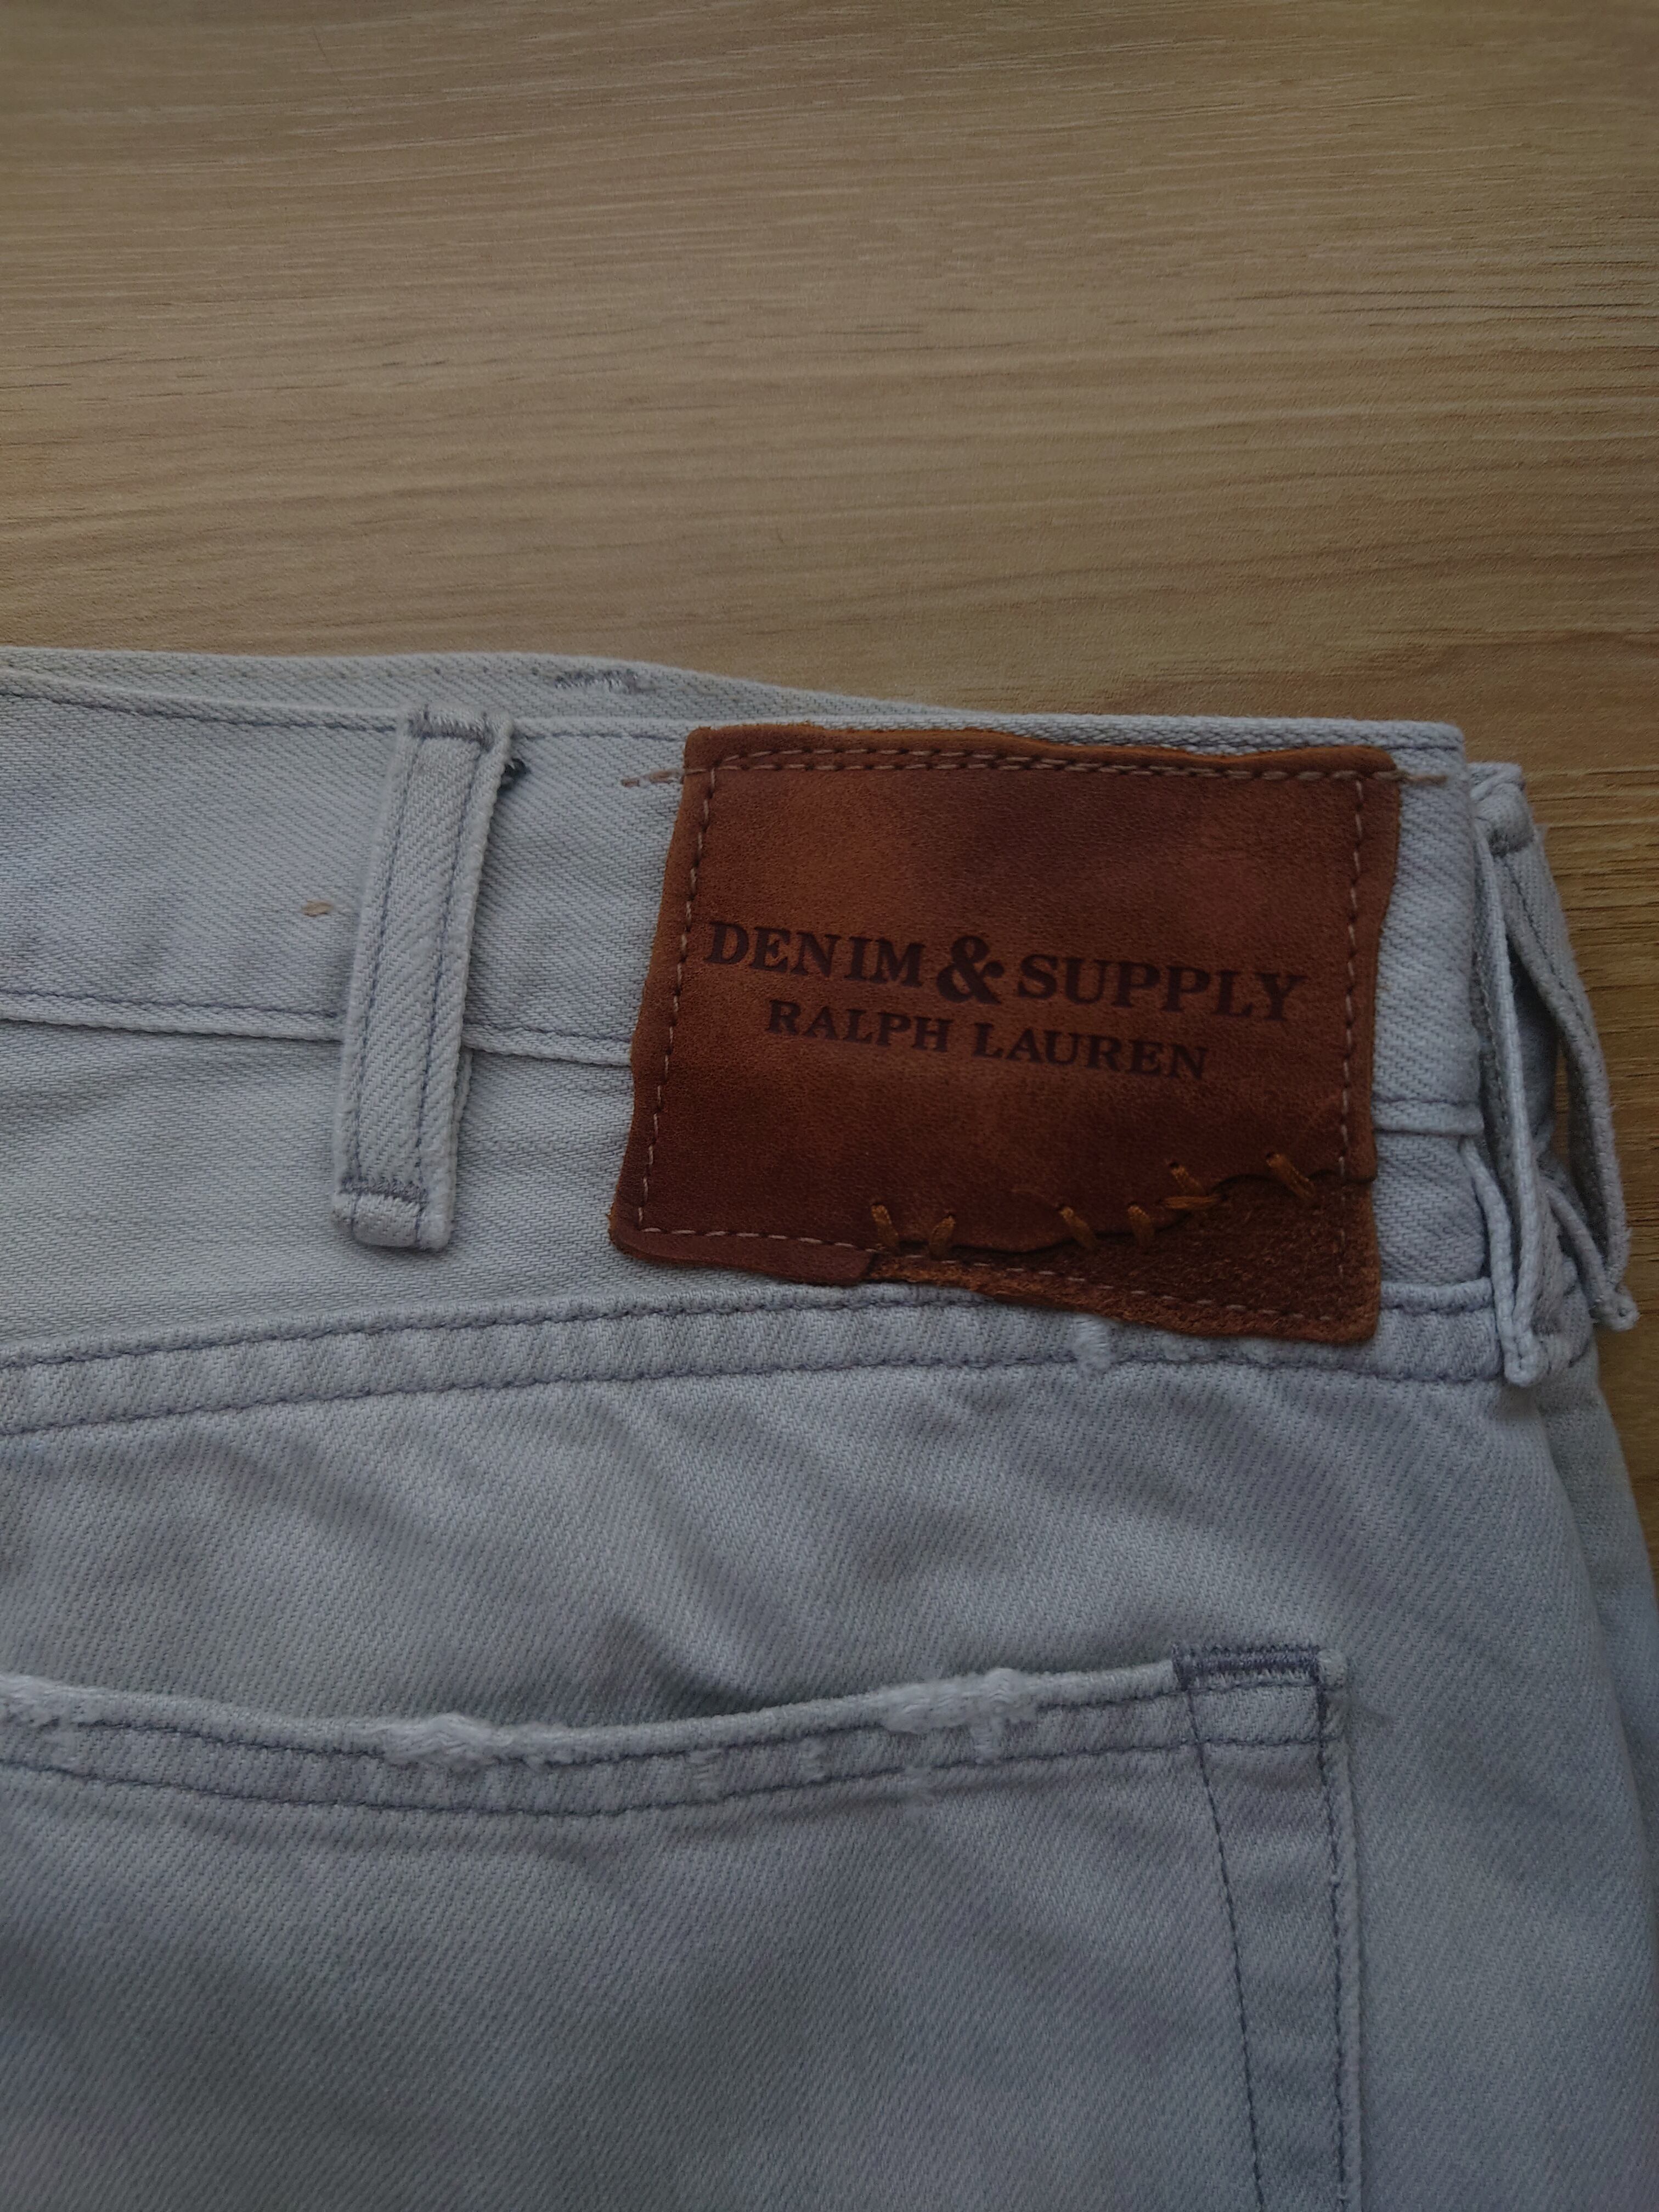 DENIM & SUPPLY
RALPH LAUREN